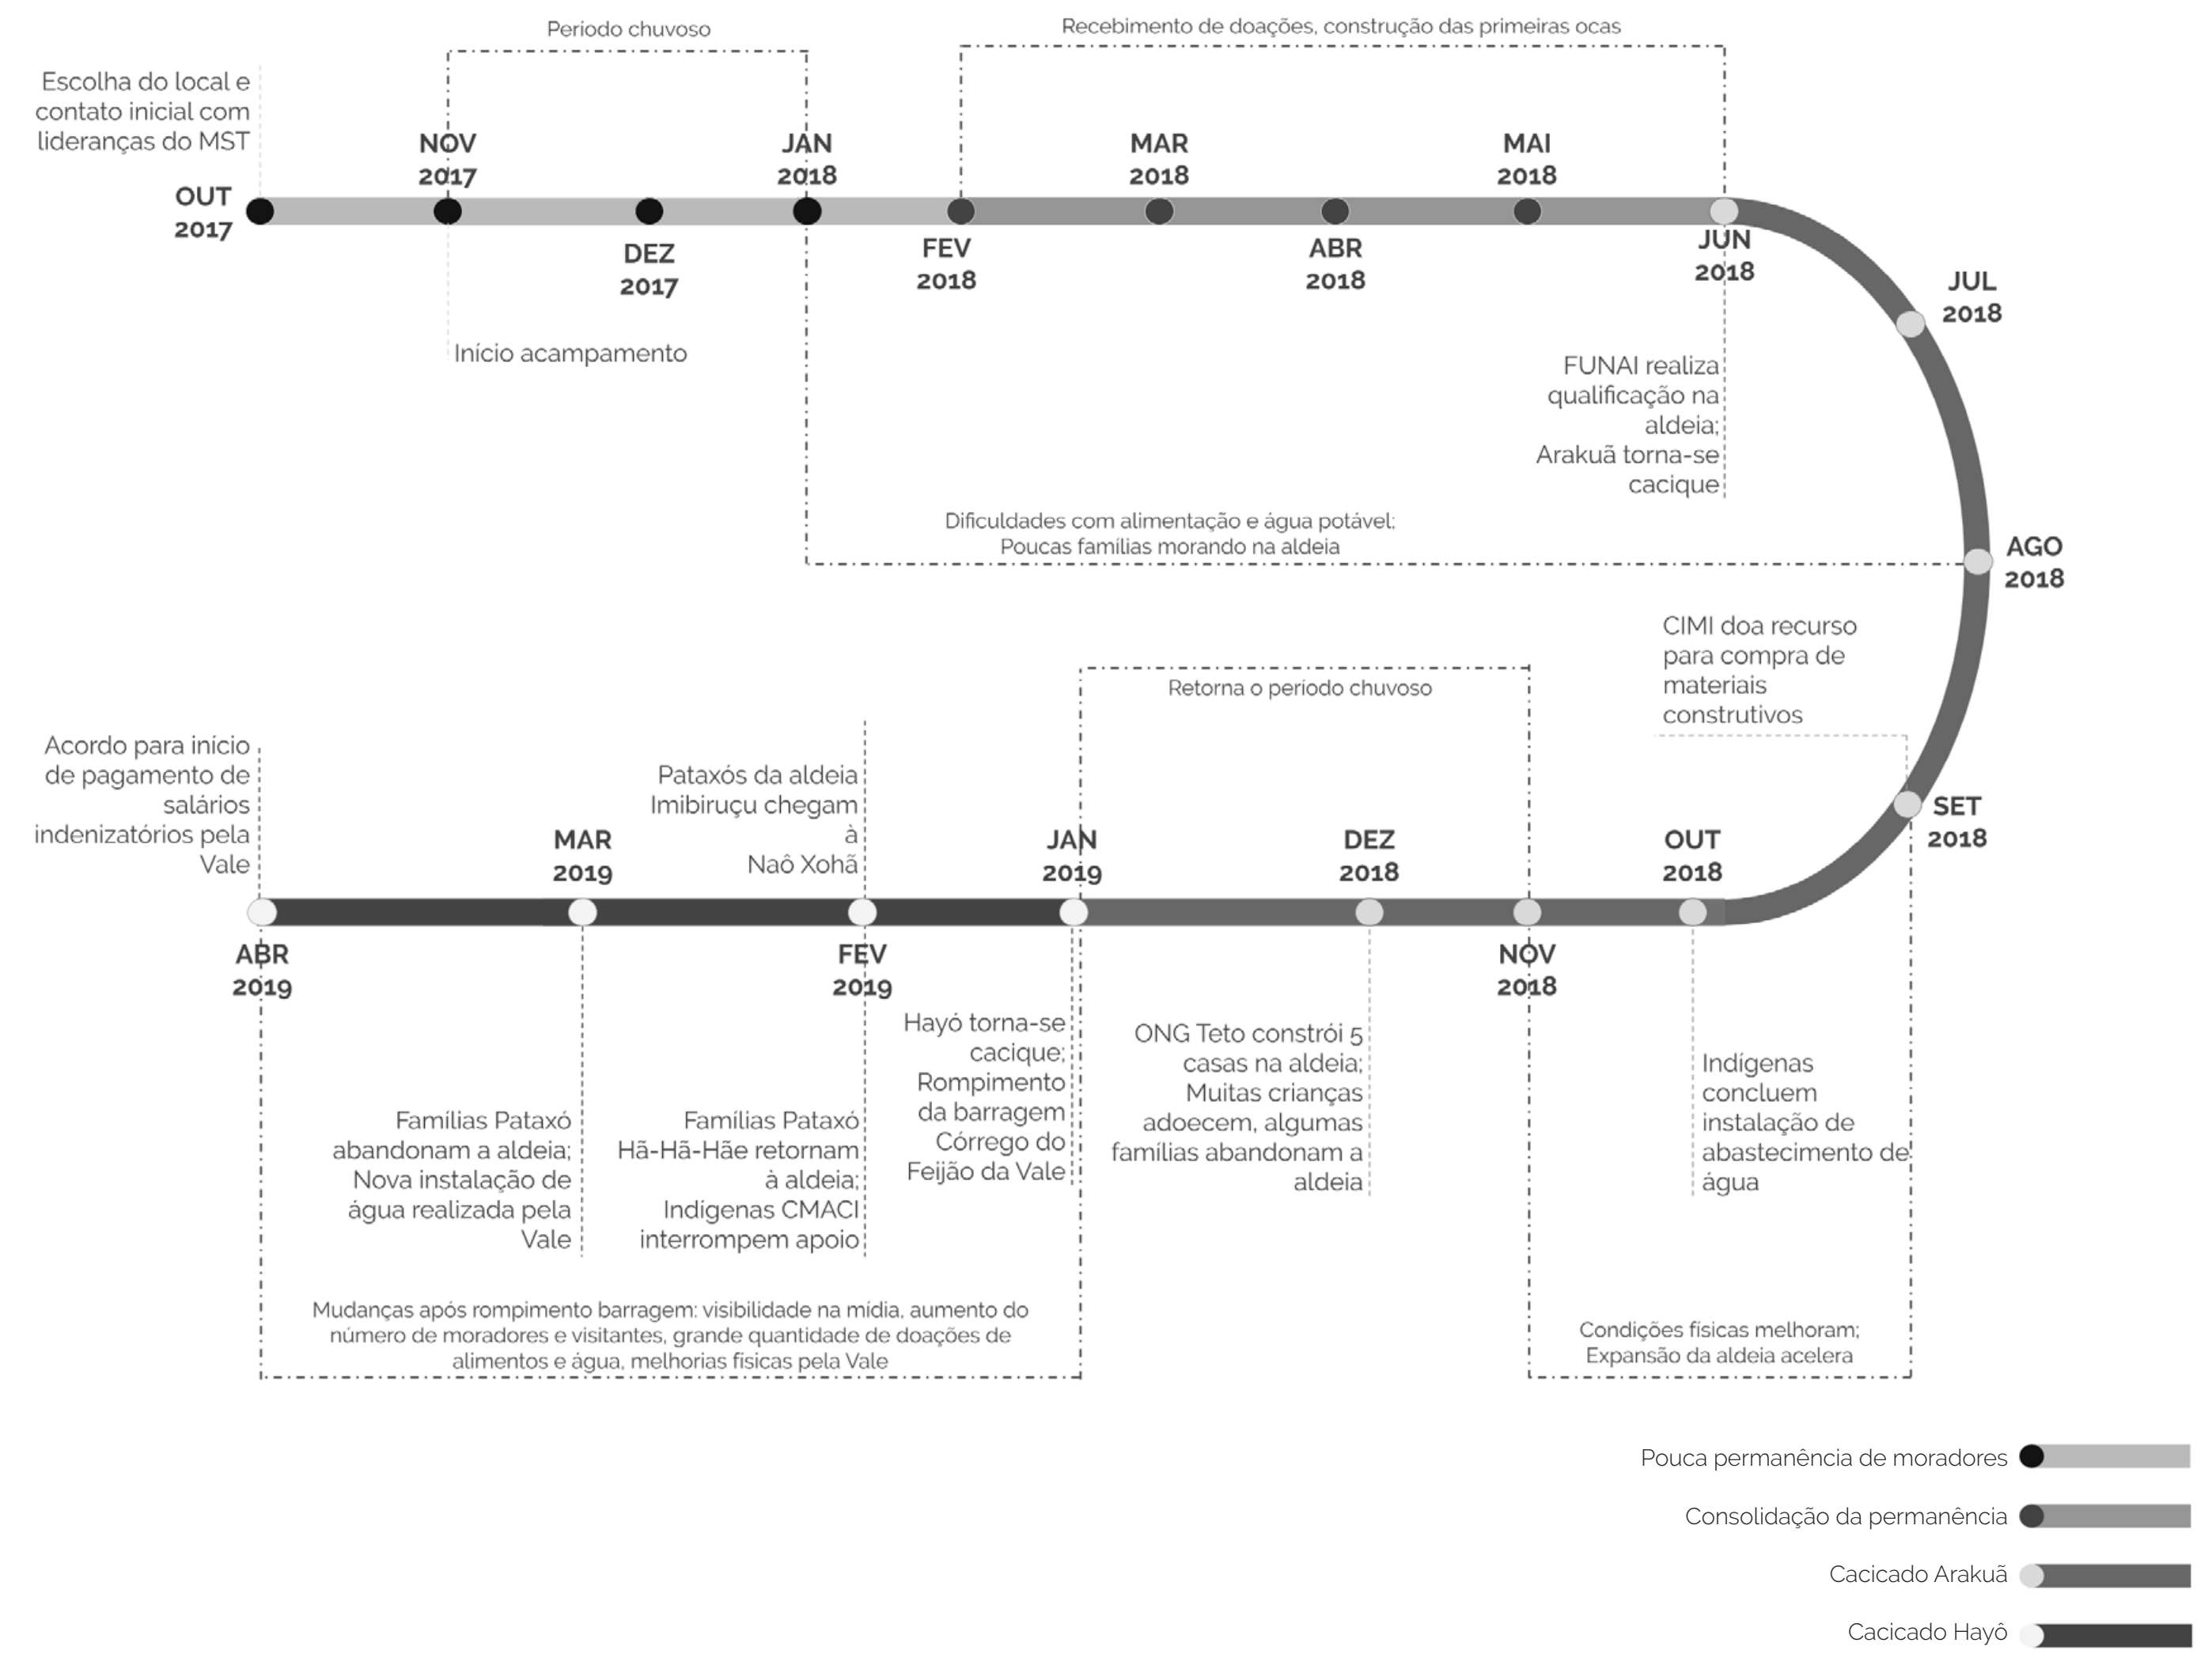 Período chuvoso
Recebimento de doações, construção das primeiras ocas
Escolha do local e
contato inicial com
lideranças do MST
OUT
2017
NOV
2017
DEZ
2017
JAN
2018
FEV
2018
MAR
2018
ABR
2018
MAI
2018
JUN
2018
JUL
2018
Início acampamento
FUNAI realiza
qualificação na
aldeia;
Arakuã torna-se
cacique
Dificuldades com alimentação e água potável;
Poucas famílias morando na aldeia
AGO
2018
CIMI doa recurso
para compra de
materiais
construtivos
SET
2018
Retorna o período chuvoso
OUT
2018
NOV
2018
DEZ
2018
JAN
2019
FEV
2019
MAR
2019
ABR
2019
Pataxós da aldeia
Imibiruçu chegam
à
Naô Xohã
Acordo para início
de pagamento de
salários
indenizatórios pela
Vale
Famílias Pataxó
abandonam a aldeia;
Nova instalação de
água realizada pela
Vale
Famílias Pataxó
Hã-Hã-Hãe retornam
à aldeia;
Indígenas CMACI
interrompem apoio
Hayó torna-se
cacique;
Rompimento
da barragem
Córrego do
Feijão da Vale
ONG Teto constrói 5
casas na aldeia;
Muitas crianças
adoecem, algumas
famílias abandonam a
aldeia
Indígenas
concluem
instalação de
abastecimento de
água
Mudanças após rompimento barragem: visibilidade na mídia, aumento do
número de moradores e visitantes, grande quantidade de doações de
alimentos e água, melhorias físicas pela Vale
Condições físicas melhoram;
Expansão da aldeia acelera
Pouca permanência de moradores
Consolidação da permanência
Cacicado Arakuã
Cacicado Hayô